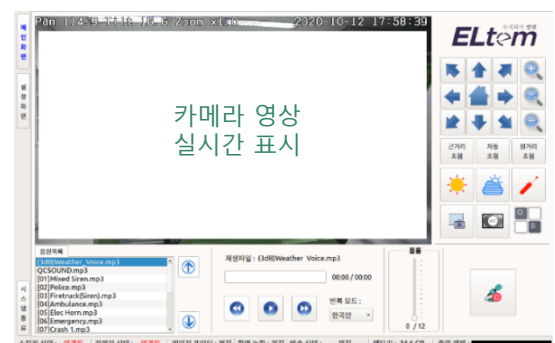 메인화면
설정화면
시스템종료
2020-10-12 17:58:39
ELtem
카메라 영상
실시간 표시
근거리
초점
자동
초점
원거리
초점
음원목록
(3dB)Weather_Voice.mp3
QCSOUND.mp3
[01]Mixed Siren.mp3
[02]Police.mp3
[03]Firetruck(Siren).mp3
[04]Ambulance.mp3
[05]Elec Horn.mp3
[06]Emergency.mp3
[07]Crash 1.mp3
재생파일 : (3dB)Weather_Voice.mp3
00:00 / 00:00
반복 모드 :
한곡만
볼륨
0 / 12